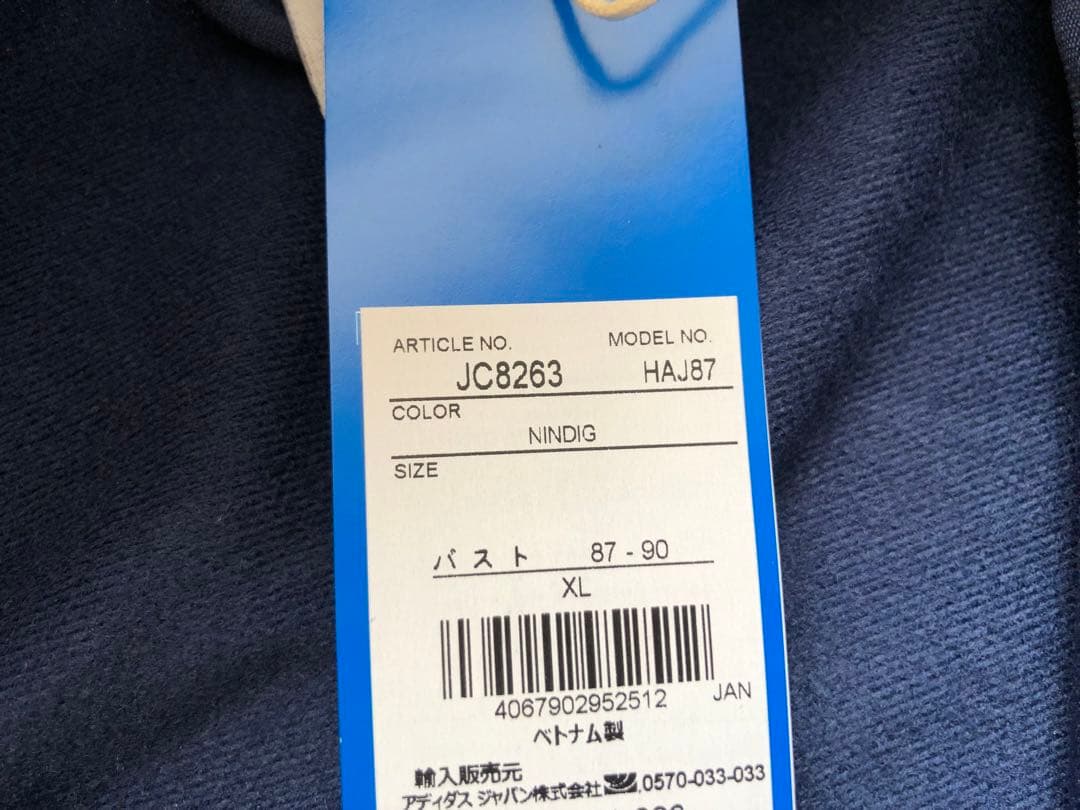 ARTICLE NO. MODEL NO.
JC8263 HAJ87
COLOR
NINDIG
SIZE
バスト 87 - 90
XL
4067902952512 JAN
ベトナム製
輸入販売元
アディダス ジャパン株式会社 0570-033-033